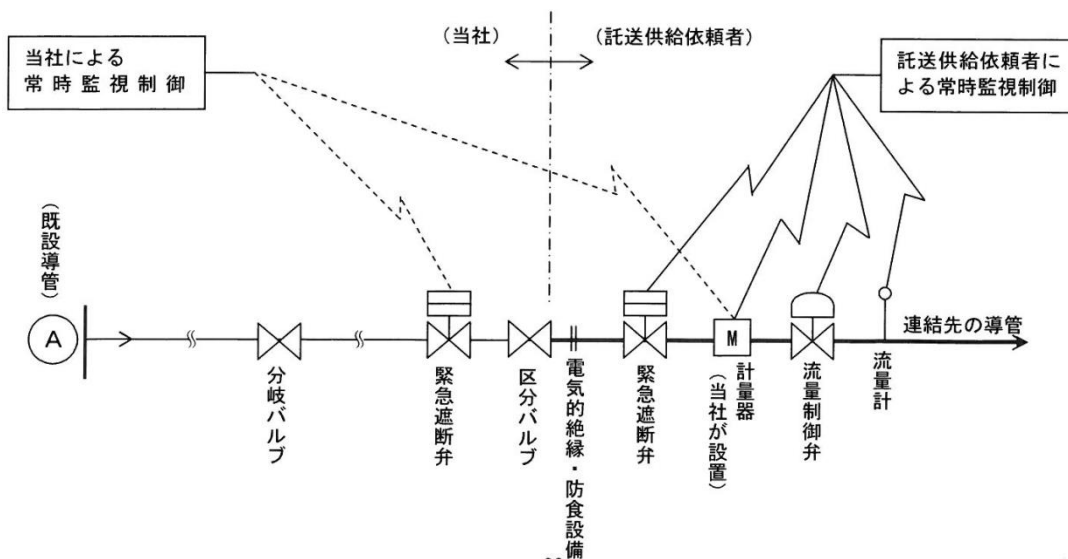 当社による
常時監視制御
(当社)
(託送供給依頼者)
託送供給依頼者に
よる常時監視制御
(既設導管)
A
分岐バルブ
緊急遮断弁
区分バルブ
電気的絶縁・防食設備
緊急遮断弁
M
計量器
(当社が設置)
流量制御弁
流量計
連結先の導管